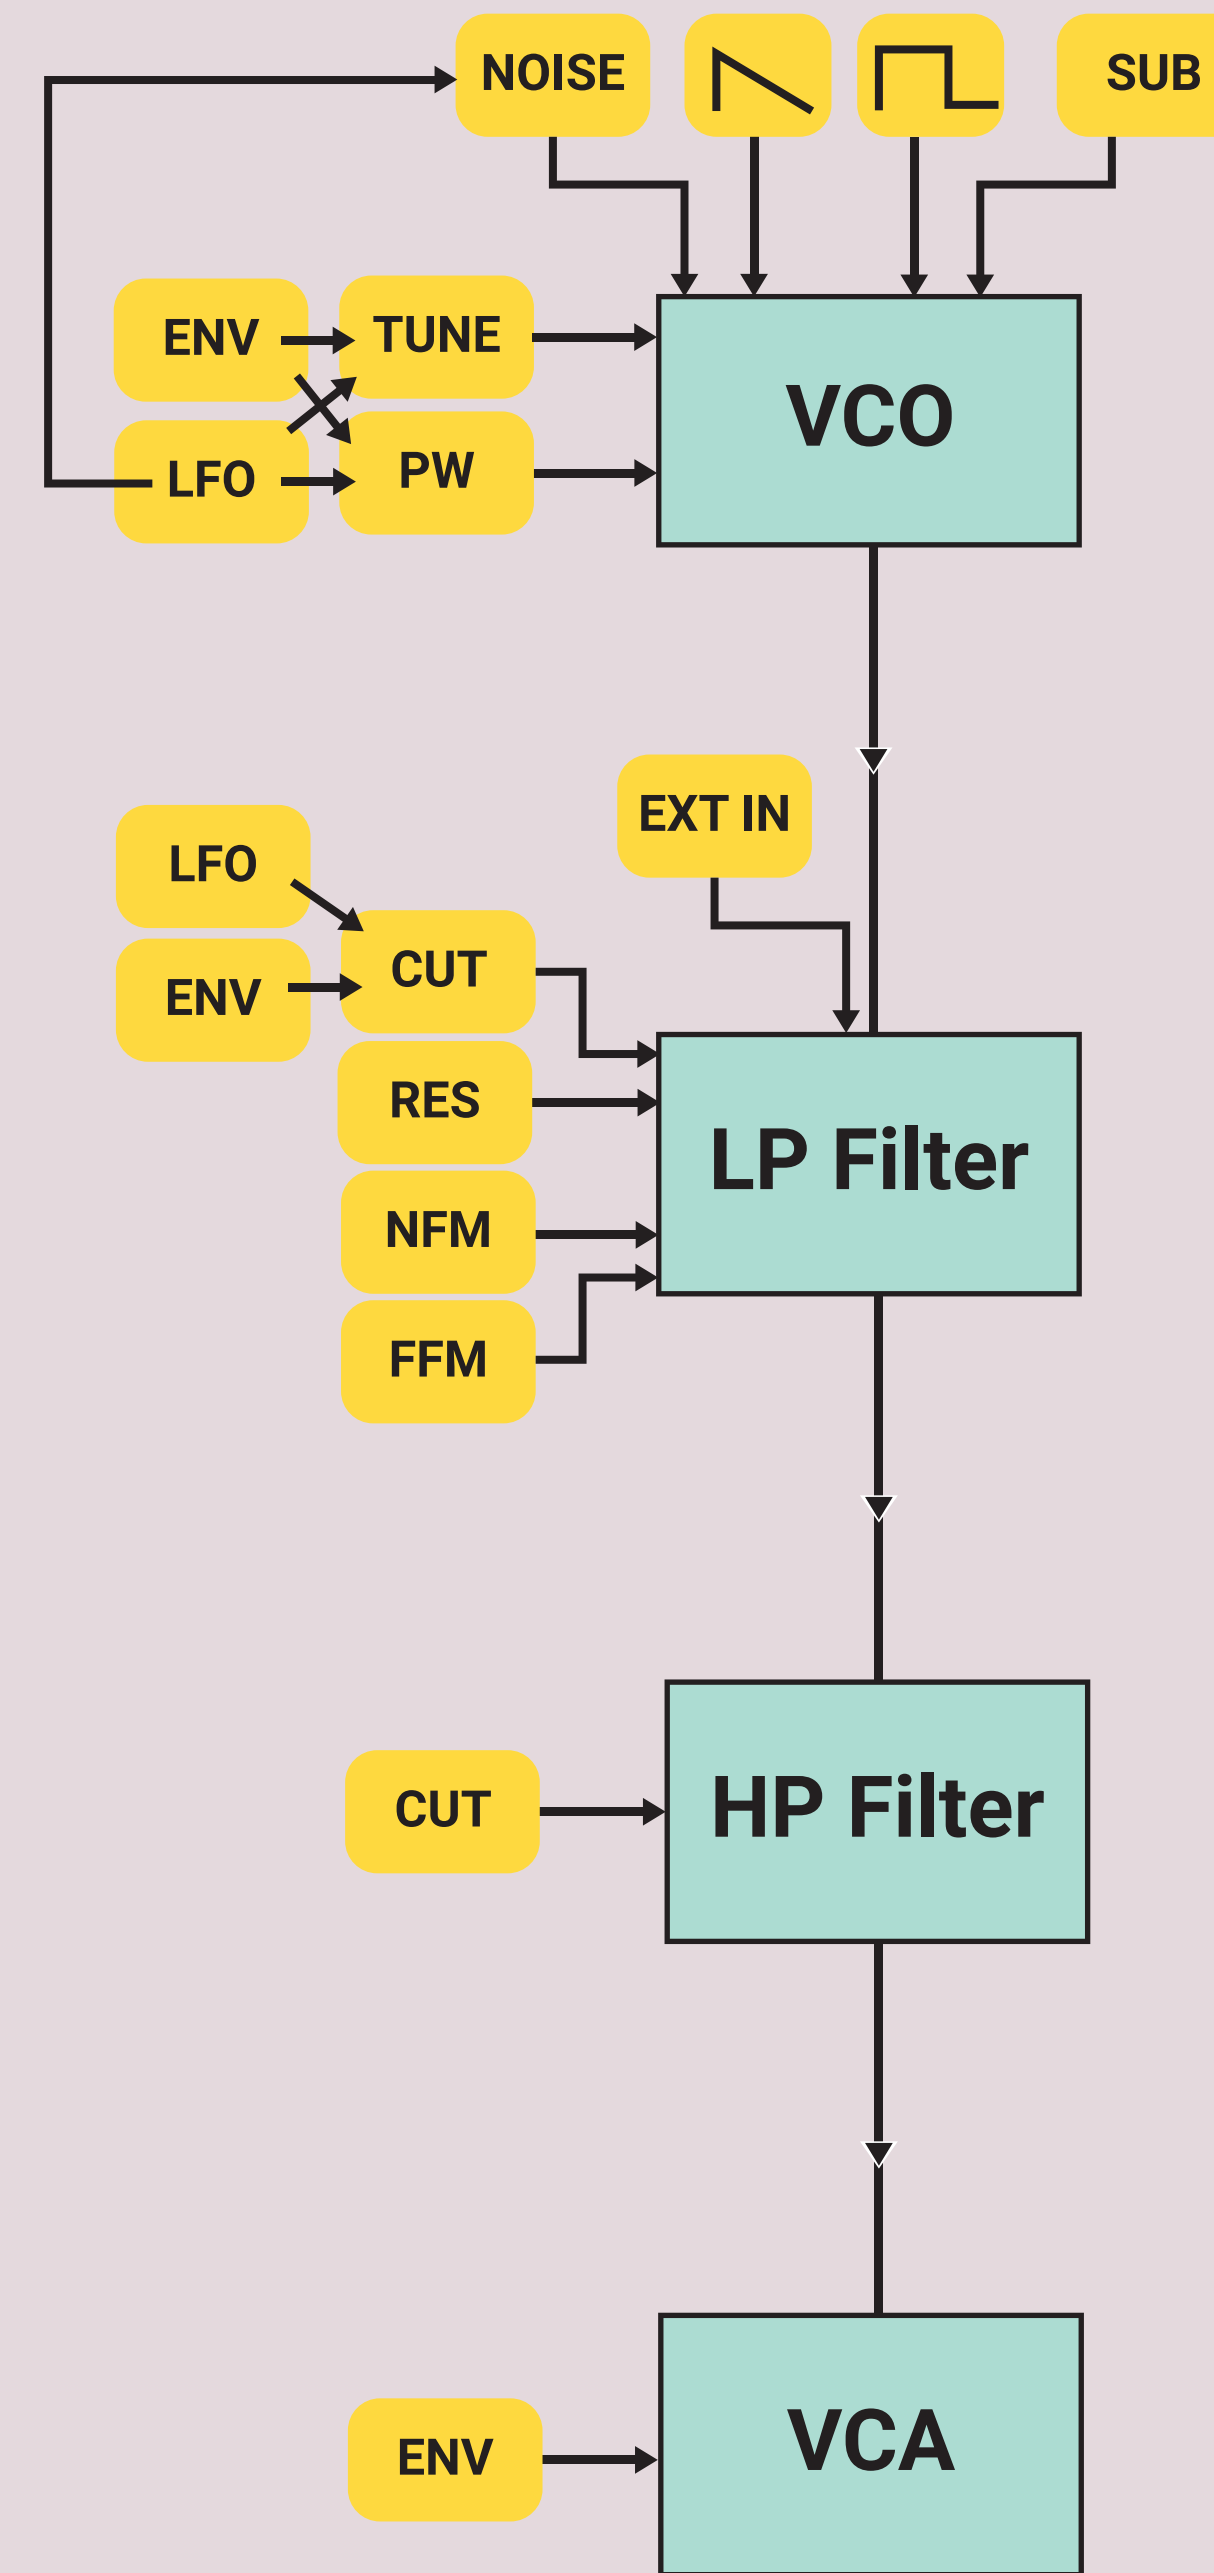 NOISE
SUB
ENV
TUNE
VCO
LFO
PW
EXT IN
LFO
CUT
ENV
RES
LP Filter
NFM
FFM
CUT
HP Filter
ENV
VCA